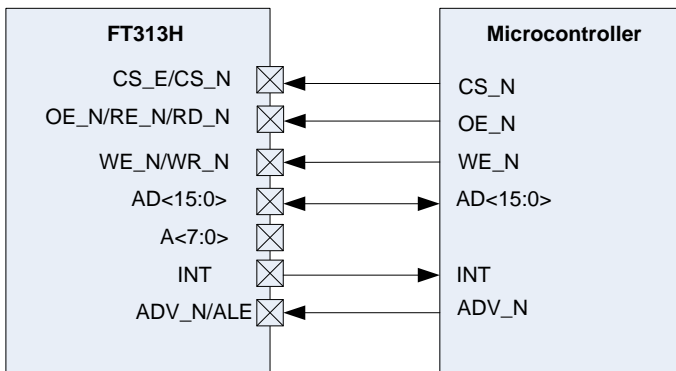 FT313H
Microcontroller
CS_E/CS_N
CS_N
OE_N/RE_N/RD_N
OE_N
WE_N/WR_N
WE_N
AD<15:0>
AD<15:0>
A<7:0>
INT
INT
ADV_N/ALE
ADV_N